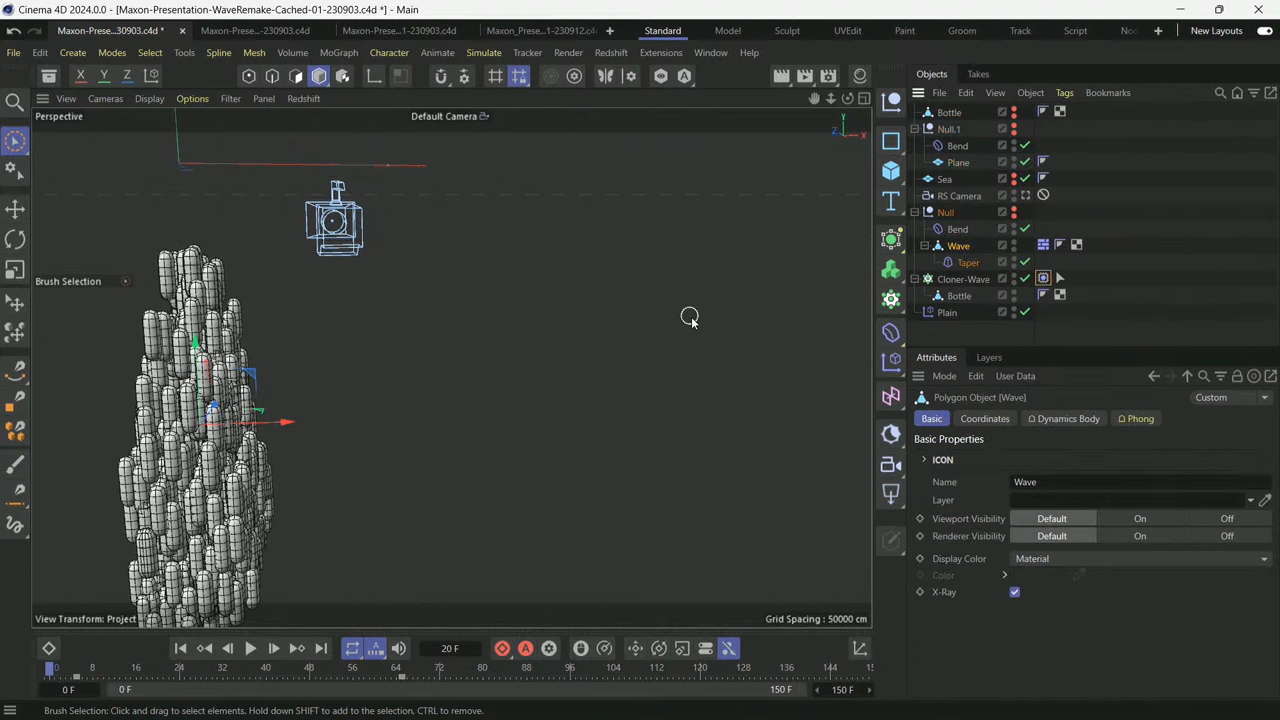 Cinema 4D 2024.0.0 - [Maxon-Presentation-WaveRemake-Cached-01-230903.c4d *] - Main
Maxon-Prese...30903.c4d *
Maxon-Prese...-230903.c4d
Maxon-Prese...1-230903.c4d
Maxon-Pres...n_230912.c4d
Standard
Model
Sculpt
UVEdit
Paint
Groom
Track
Script
No
New Layouts
File
Edit
Create
Modes
Select
Tools
Spline
Mesh
Volume
MoGraph
Character
Animate
Simulate
Tracker
Render
Redshift
Extensions
Window
Help
X
Y
Z
Objects
Takes
View
Cameras
Display
Options
Filter
Panel
Redshift
File
Edit
View
Object
Tags
Bookmarks
Perspective
Default Camera
Y
Z
X
Brush Selection
Bottle
Null.1
Bend
Plane
Sea
RS Camera
Null
Bend
Wave
Taper
Cloner-Wave
Bottle
Plain
Attributes
Layers
Mode
Edit
User Data
Polygon Object [Wave]
Custom
Basic
Coordinates
Dynamics Body
Phong
Basic Properties
ICON
Name
Wave
Layer
Viewport Visibility
Default
On
Off
Renderer Visibility
Default
On
Off
Display Color
Material
Color
X-Ray
View Transform: Project
Grid Spacing : 50000 cm
20 F
0 8 16 24 32 40 48 56 64 72 80 88 96 104 112 120 128 136 144 15
0 F
0 F
150 F
150 F
Brush Selection: Click and drag to select elements. Hold down SHIFT to add to the selection, CTRL to remove.